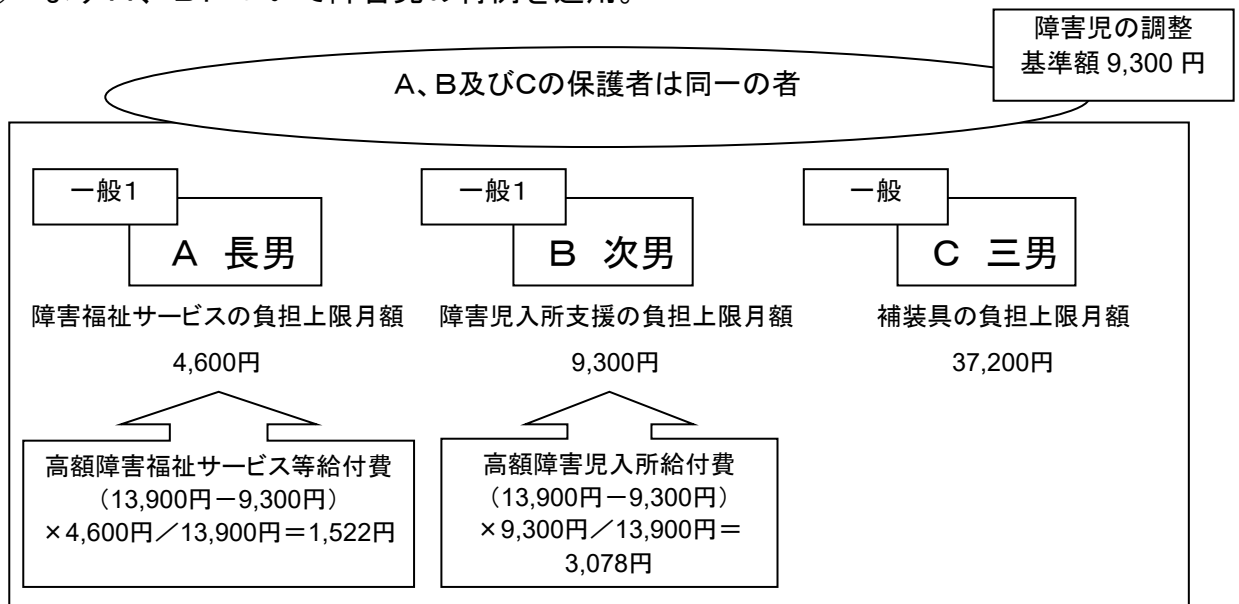 障害児の調整
基準額 9,300 円
A、B及びCの保護者は同一の者
一般1
A 長男
障害福祉サービスの負担上限月額
4,600円
高額障害福祉サービス等給付費
(13,900円-9,300円)
×4,600円/13,900円=1,522円
一般1
B 次男
障害児入所支援の負担上限月額
9,300円
高額障害児入所給付費
(13,900円-9,300円)
×9,300円/13,900円=
3,078円
一般
C 三男
補装具の負担上限月額
37,200円